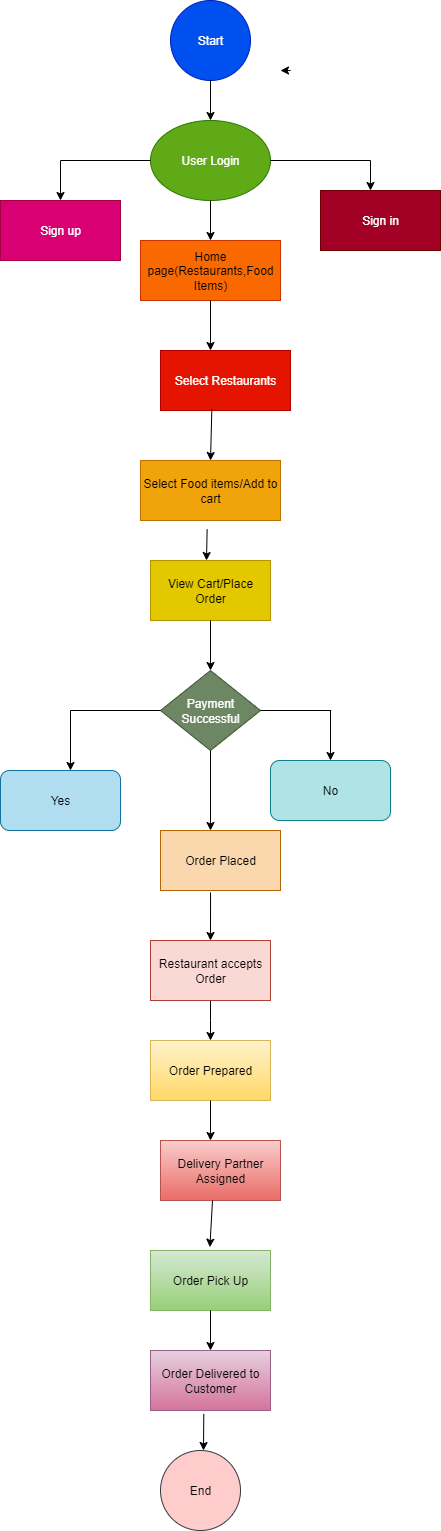 Start
User Login
Sign up
Sign in
Home
page(Restaurants,Food
Items)
Select Restaurants
Select Food items/Add to
cart
View Cart/Place
Order
Payment
Successful
Yes
No
Order Placed
Restaurant accepts
Order
Order Prepared
Delivery Partner
Assigned
Order Pick Up
Order Delivered to
Customer
End